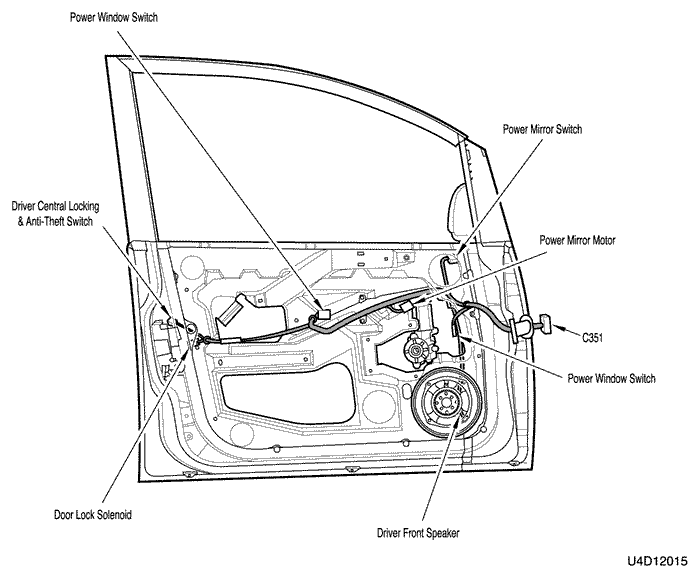 Power Window Switch
Power Mirror Switch
Driver Central Locking
& Anti-Theft Switch
Power Mirror Motor
C351
Power Window Switch
Door Lock Solenoid
Driver Front Speaker
U4D12015